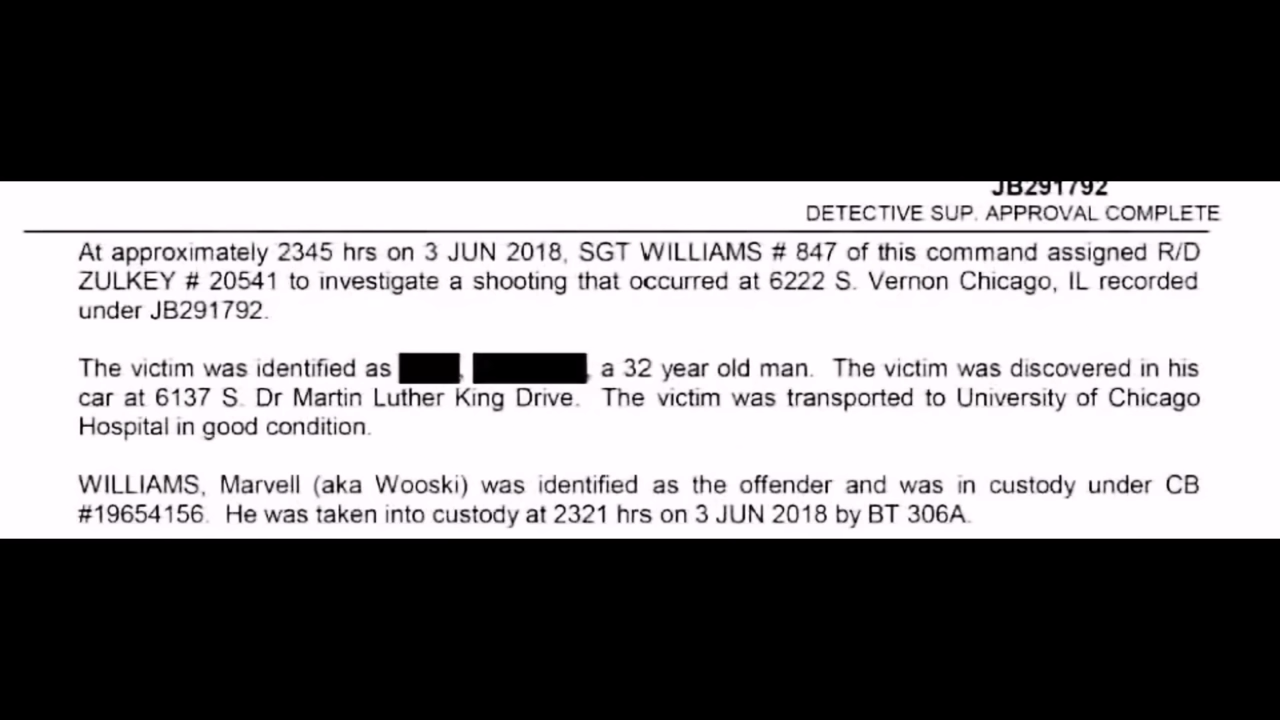 JB291792
DETECTIVE SUP. APPROVAL COMPLETE
At approximately 2345 hrs on 3 JUN 2018, SGT WILLIAMS # 847 of this command assigned R/D
ZULKEY # 20541 to investigate a shooting that occurred at 6222 S. Vernon Chicago, IL recorded
under JB291792.
The victim was identified as , , a 32 year old man. The victim was discovered in his
car at 6137 S. Dr Martin Luther King Drive. The victim was transported to University of Chicago
Hospital in good condition.
WILLIAMS, Marvell (aka Wooski) was identified as the offender and was in custody under CB
#19654156. He was taken into custody at 2321 hrs on 3 JUN 2018 by BT 306A.